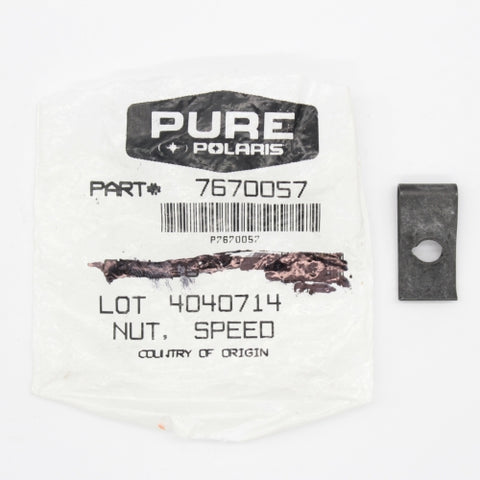 PURE
POLARIS
PART# 7670057
P7670057
LOT 4040714
NUT, SPEED
COUNTRY OF ORIGIN